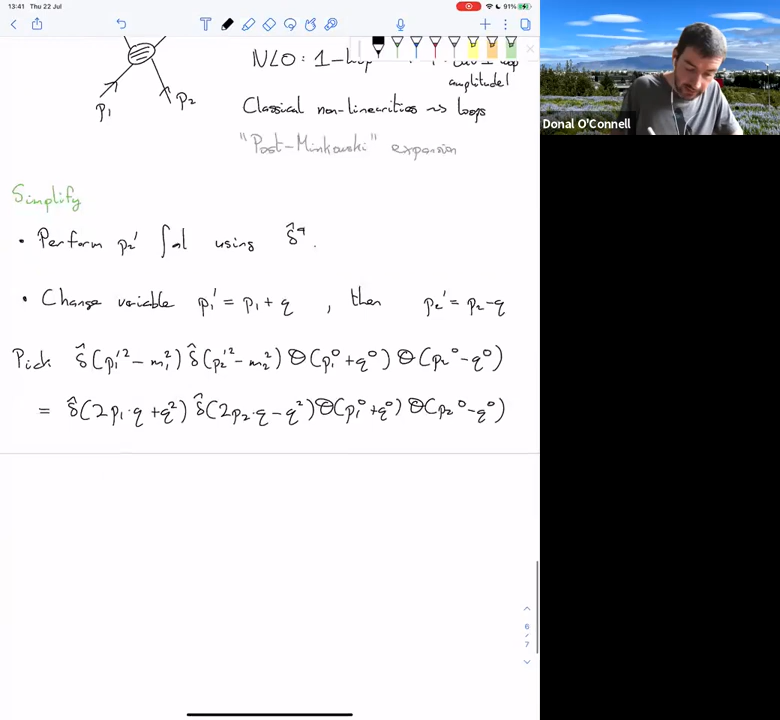 13:41 Thu 22 Jul
91%
NLO: 1-loop
amplitude!
p₁
p₂
Classical non-linearities ⇝ loops
"Post-Minkowski" expansion
Simplify
• Perform p₂' ∫al using δ̂⁴.
• Change variable p₁' = p₁ + q , then p₂' = p₂ - q
Pick δ̂(p₁'² - m₁²) δ̂(p₂'² - m₂²) Θ(p₁⁰ + q⁰) Θ(p₂⁰ - q⁰)
= δ̂(2p₁·q + q²) δ̂(2p₂·q - q²) Θ(p₁⁰ + q⁰) Θ(p₂⁰ - q⁰)
6
/
7
Donal O'Connell